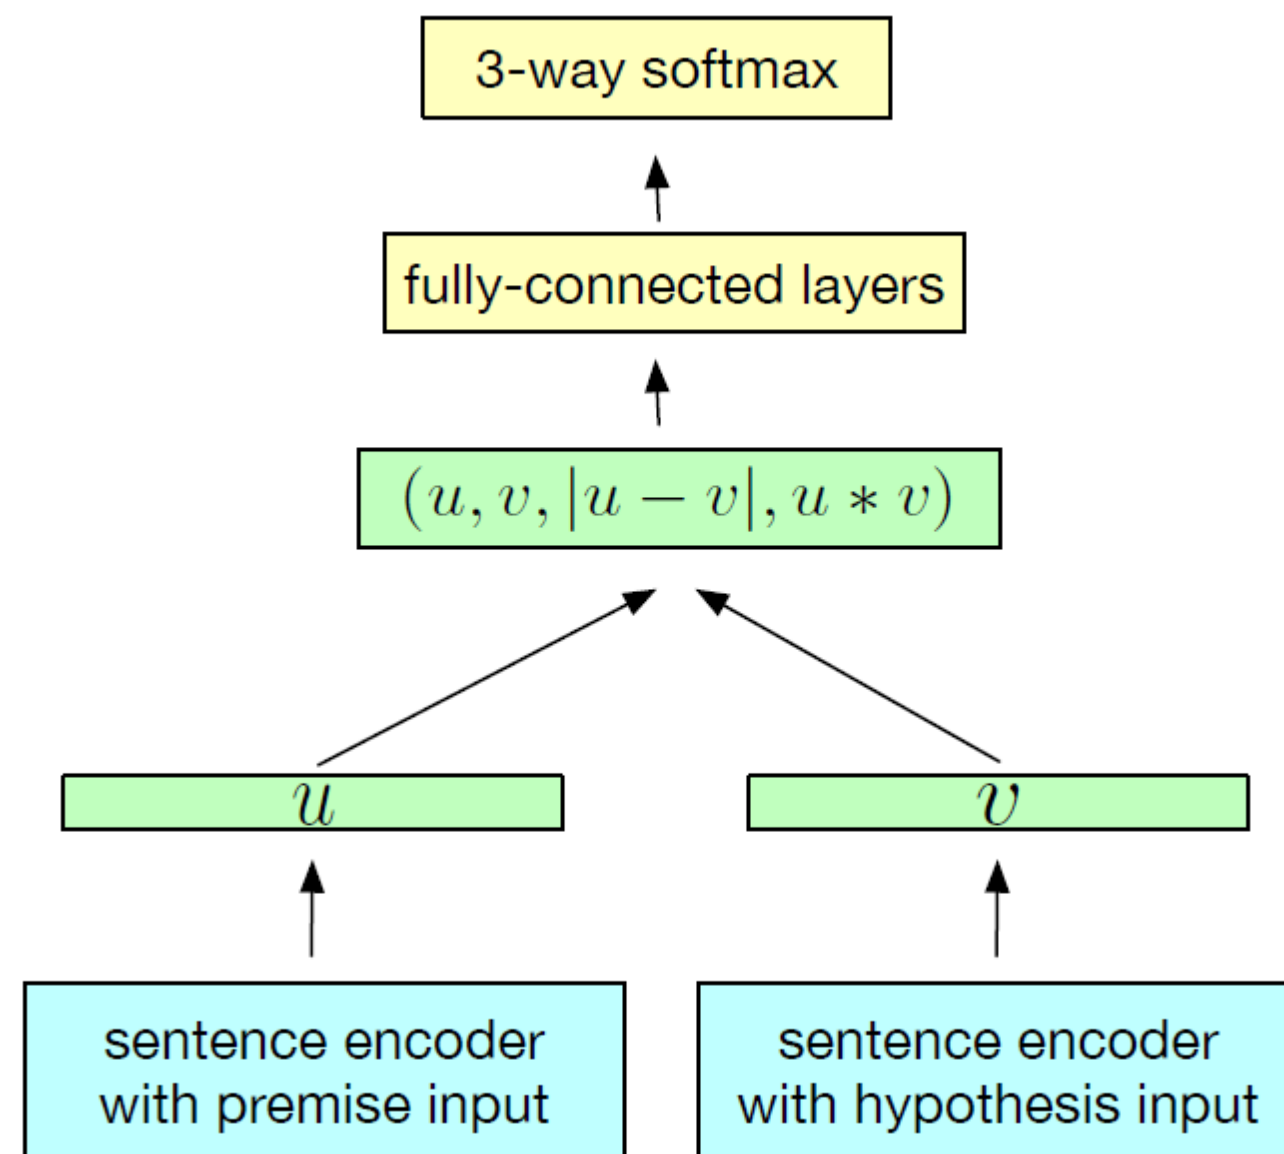 3-way softmax
fully-connected layers
(u, v, |u − v|, u ∗ v)
u
v
sentence encoder
with premise input
sentence encoder
with hypothesis input